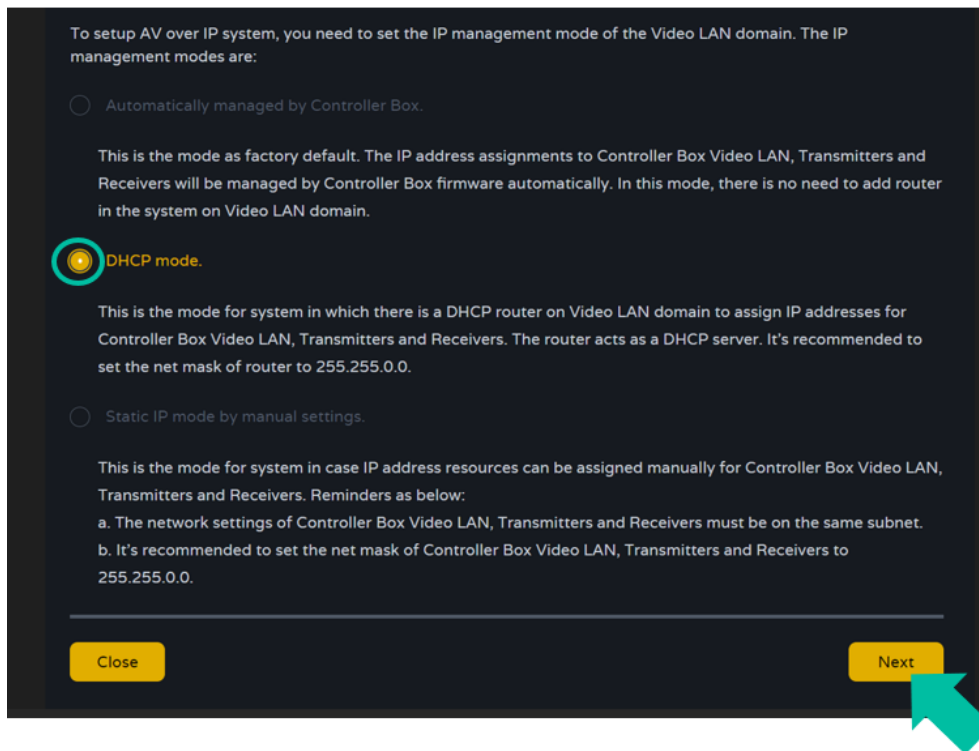 To setup AV over IP system, you need to set the IP management mode of the Video LAN domain. The IP
management modes are:
Automatically managed by Controller Box.
This is the mode as factory default. The IP address assignments to Controller Box Video LAN, Transmitters and
Receivers will be managed by Controller Box firmware automatically. In this mode, there is no need to add router
in the system on Video LAN domain.
DHCP mode.
This is the mode for system in which there is a DHCP router on Video LAN domain to assign IP addresses for
Controller Box Video LAN, Transmitters and Receivers. The router acts as a DHCP server. It's recommended to
set the net mask of router to 255.255.0.0.
Static IP mode by manual settings.
This is the mode for system in case IP address resources can be assigned manually for Controller Box Video LAN,
Transmitters and Receivers. Reminders as below:
a. The network settings of Controller Box Video LAN, Transmitters and Receivers must be on the same subnet.
b. It's recommended to set the net mask of Controller Box Video LAN, Transmitters and Receivers to
255.255.0.0.
Close
Next